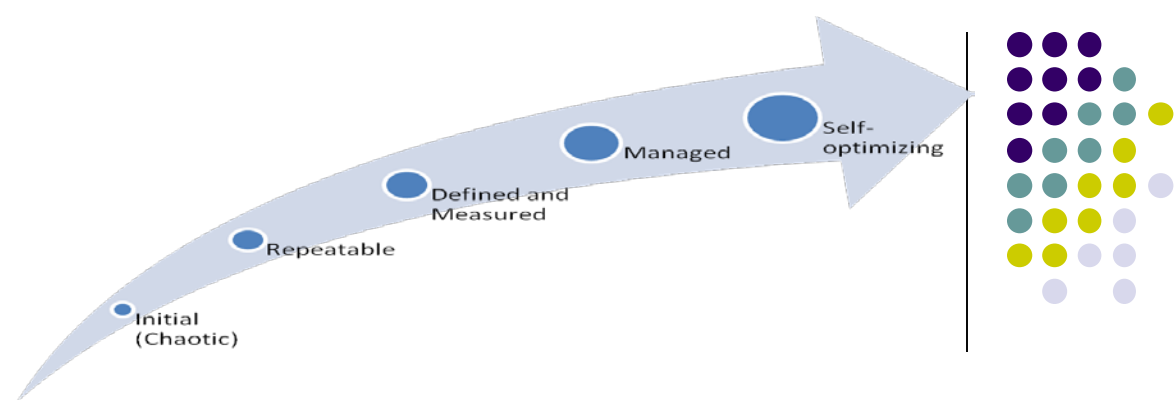 Initial
(Chaotic)
Repeatable
Defined and
Measured
Managed
Self-
optimizing